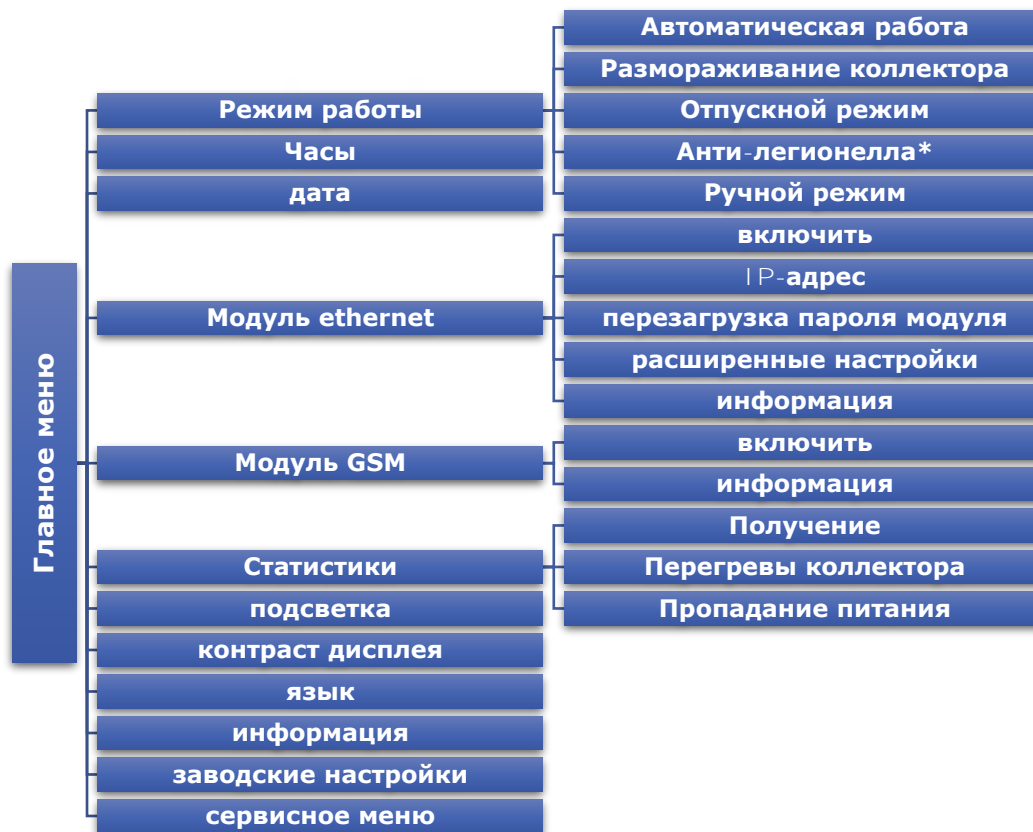 Главное меню
Режим работы
Автоматическая работа
Размораживание коллектора
Отпускной режим
Анти-легионелла*
Ручной режим
Часы
дата
Модуль ethernet
включить
IP-адрес
перезагрузка пароля модуля
расширенные настройки
информация
Модуль GSM
включить
информация
Статистики
Получение
Перегревы коллектора
Пропадание питания
подсветка
контраст дисплея
язык
информация
заводские настройки
сервисное меню